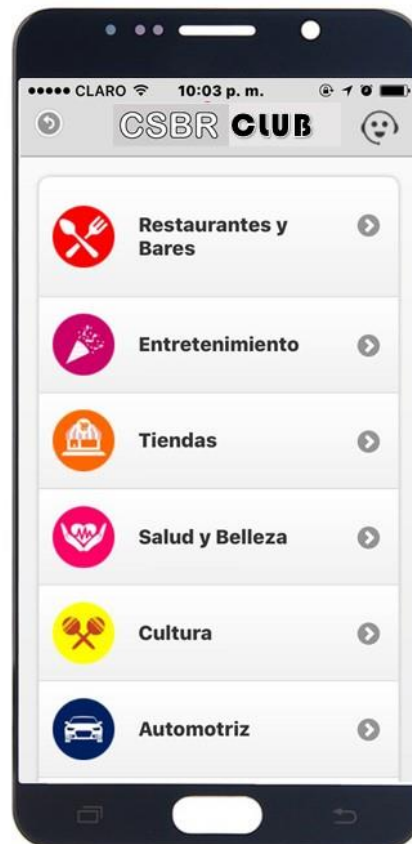 CLARO 10:03 p. m.
CSBR CLUB
Restaurantes y
Bares
Entretenimiento
Tiendas
Salud y Belleza
Cultura
Automotriz